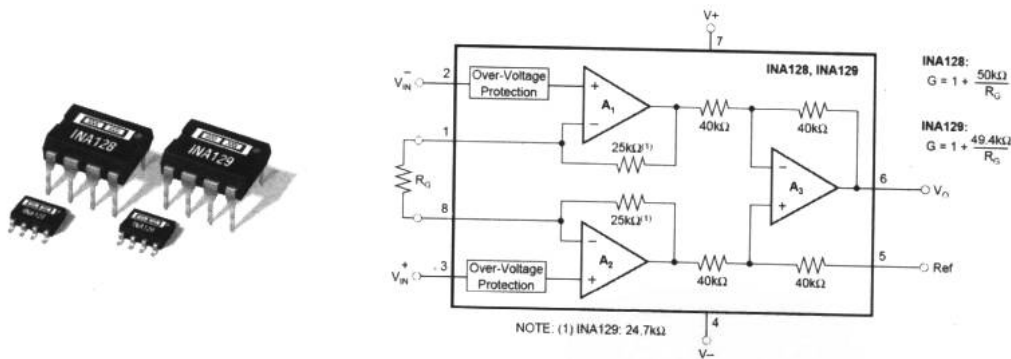 INA128
INA129
INA128
INA129
V+
7
INA128, INA129
INA128:
G = 1 + 50kΩ
R_G
INA129:
G = 1 + 49.4kΩ
R_G
V_IN^−
2
Over-Voltage
Protection
+
A₁
−
40kΩ
40kΩ
1
25kΩ⁽¹⁾
R_G
−
A₃
+
6
V_O
8
25kΩ⁽¹⁾
−
A₂
+
V_IN^+
3
Over-Voltage
Protection
40kΩ
40kΩ
5
Ref
4
V−
NOTE: (1) INA129: 24.7kΩ